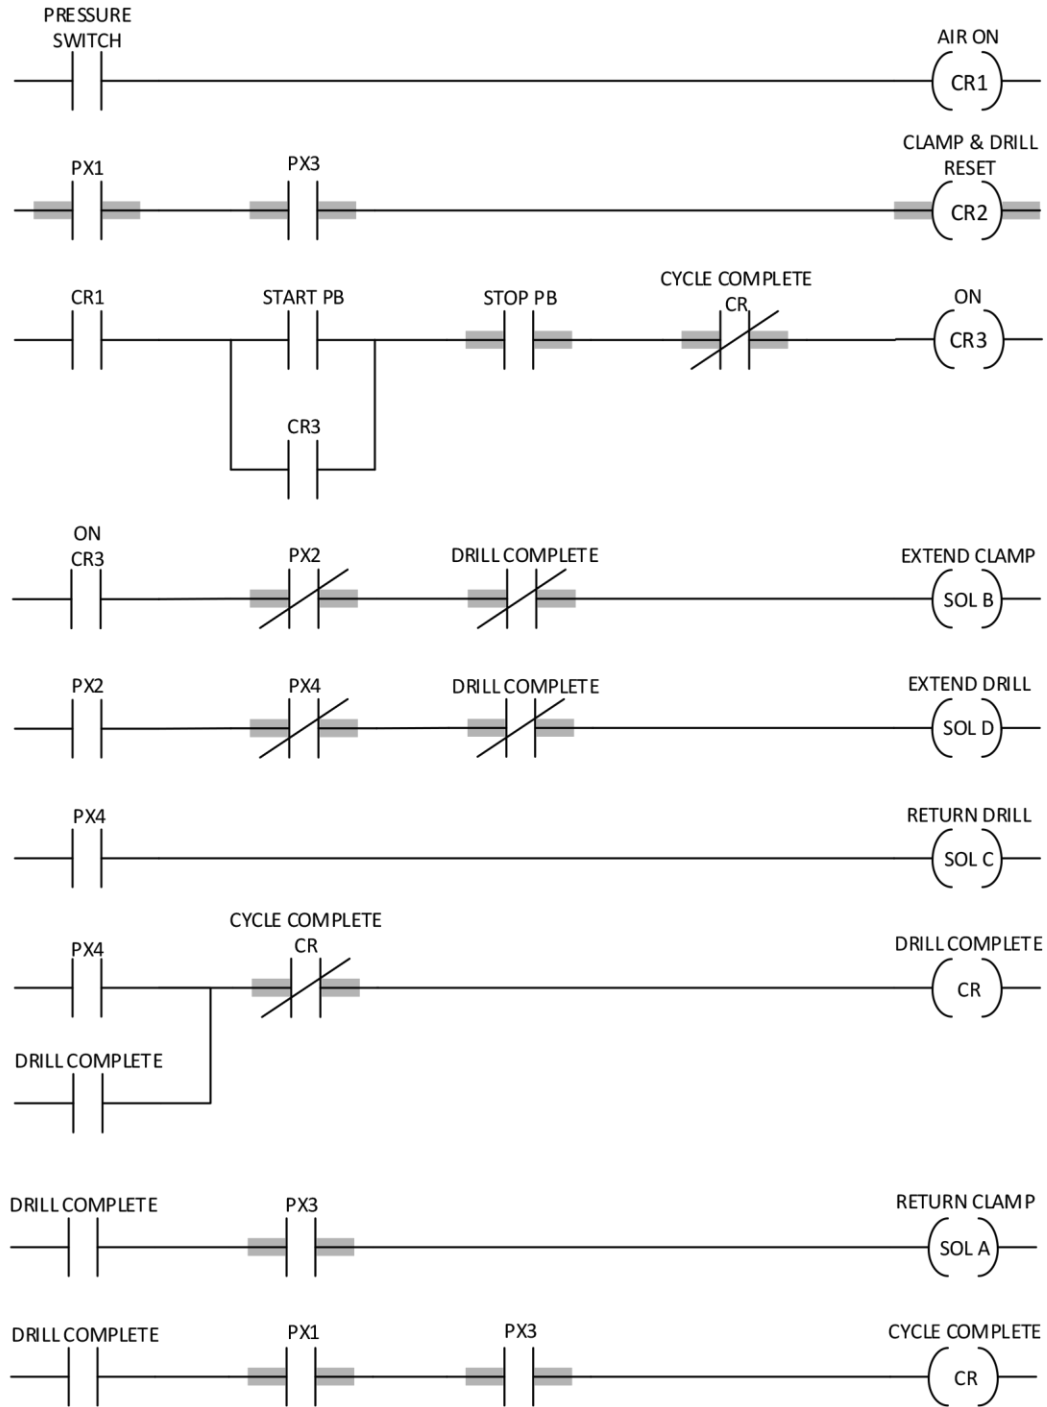 PRESSURE
SWITCH
AIR ON
CR1
CLAMP & DRILL
RESET
PX1
PX3
CR2
CR1
START PB
STOP PB
CYCLE COMPLETE
CR
ON
CR3
CR3
ON
CR3
PX2
DRILL COMPLETE
EXTEND CLAMP
SOL B
PX2
PX4
DRILL COMPLETE
EXTEND DRILL
SOL D
PX4
RETURN DRILL
SOL C
CYCLE COMPLETE
CR
PX4
DRILL COMPLETE
CR
DRILL COMPLETE
DRILL COMPLETE
PX3
RETURN CLAMP
SOL A
DRILL COMPLETE
PX1
PX3
CYCLE COMPLETE
CR